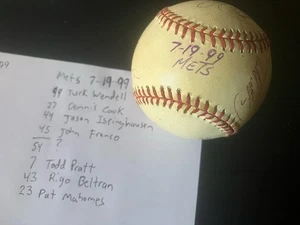 99
Mets 7-19-99
99 Turk Wendell
27 Dennis Cook
44 Jason Isringhausen
45 John Franco
51 ?
7 Todd Pratt
43 Rigo Beltran
23 Pat Mahomes
7-19-99
METS